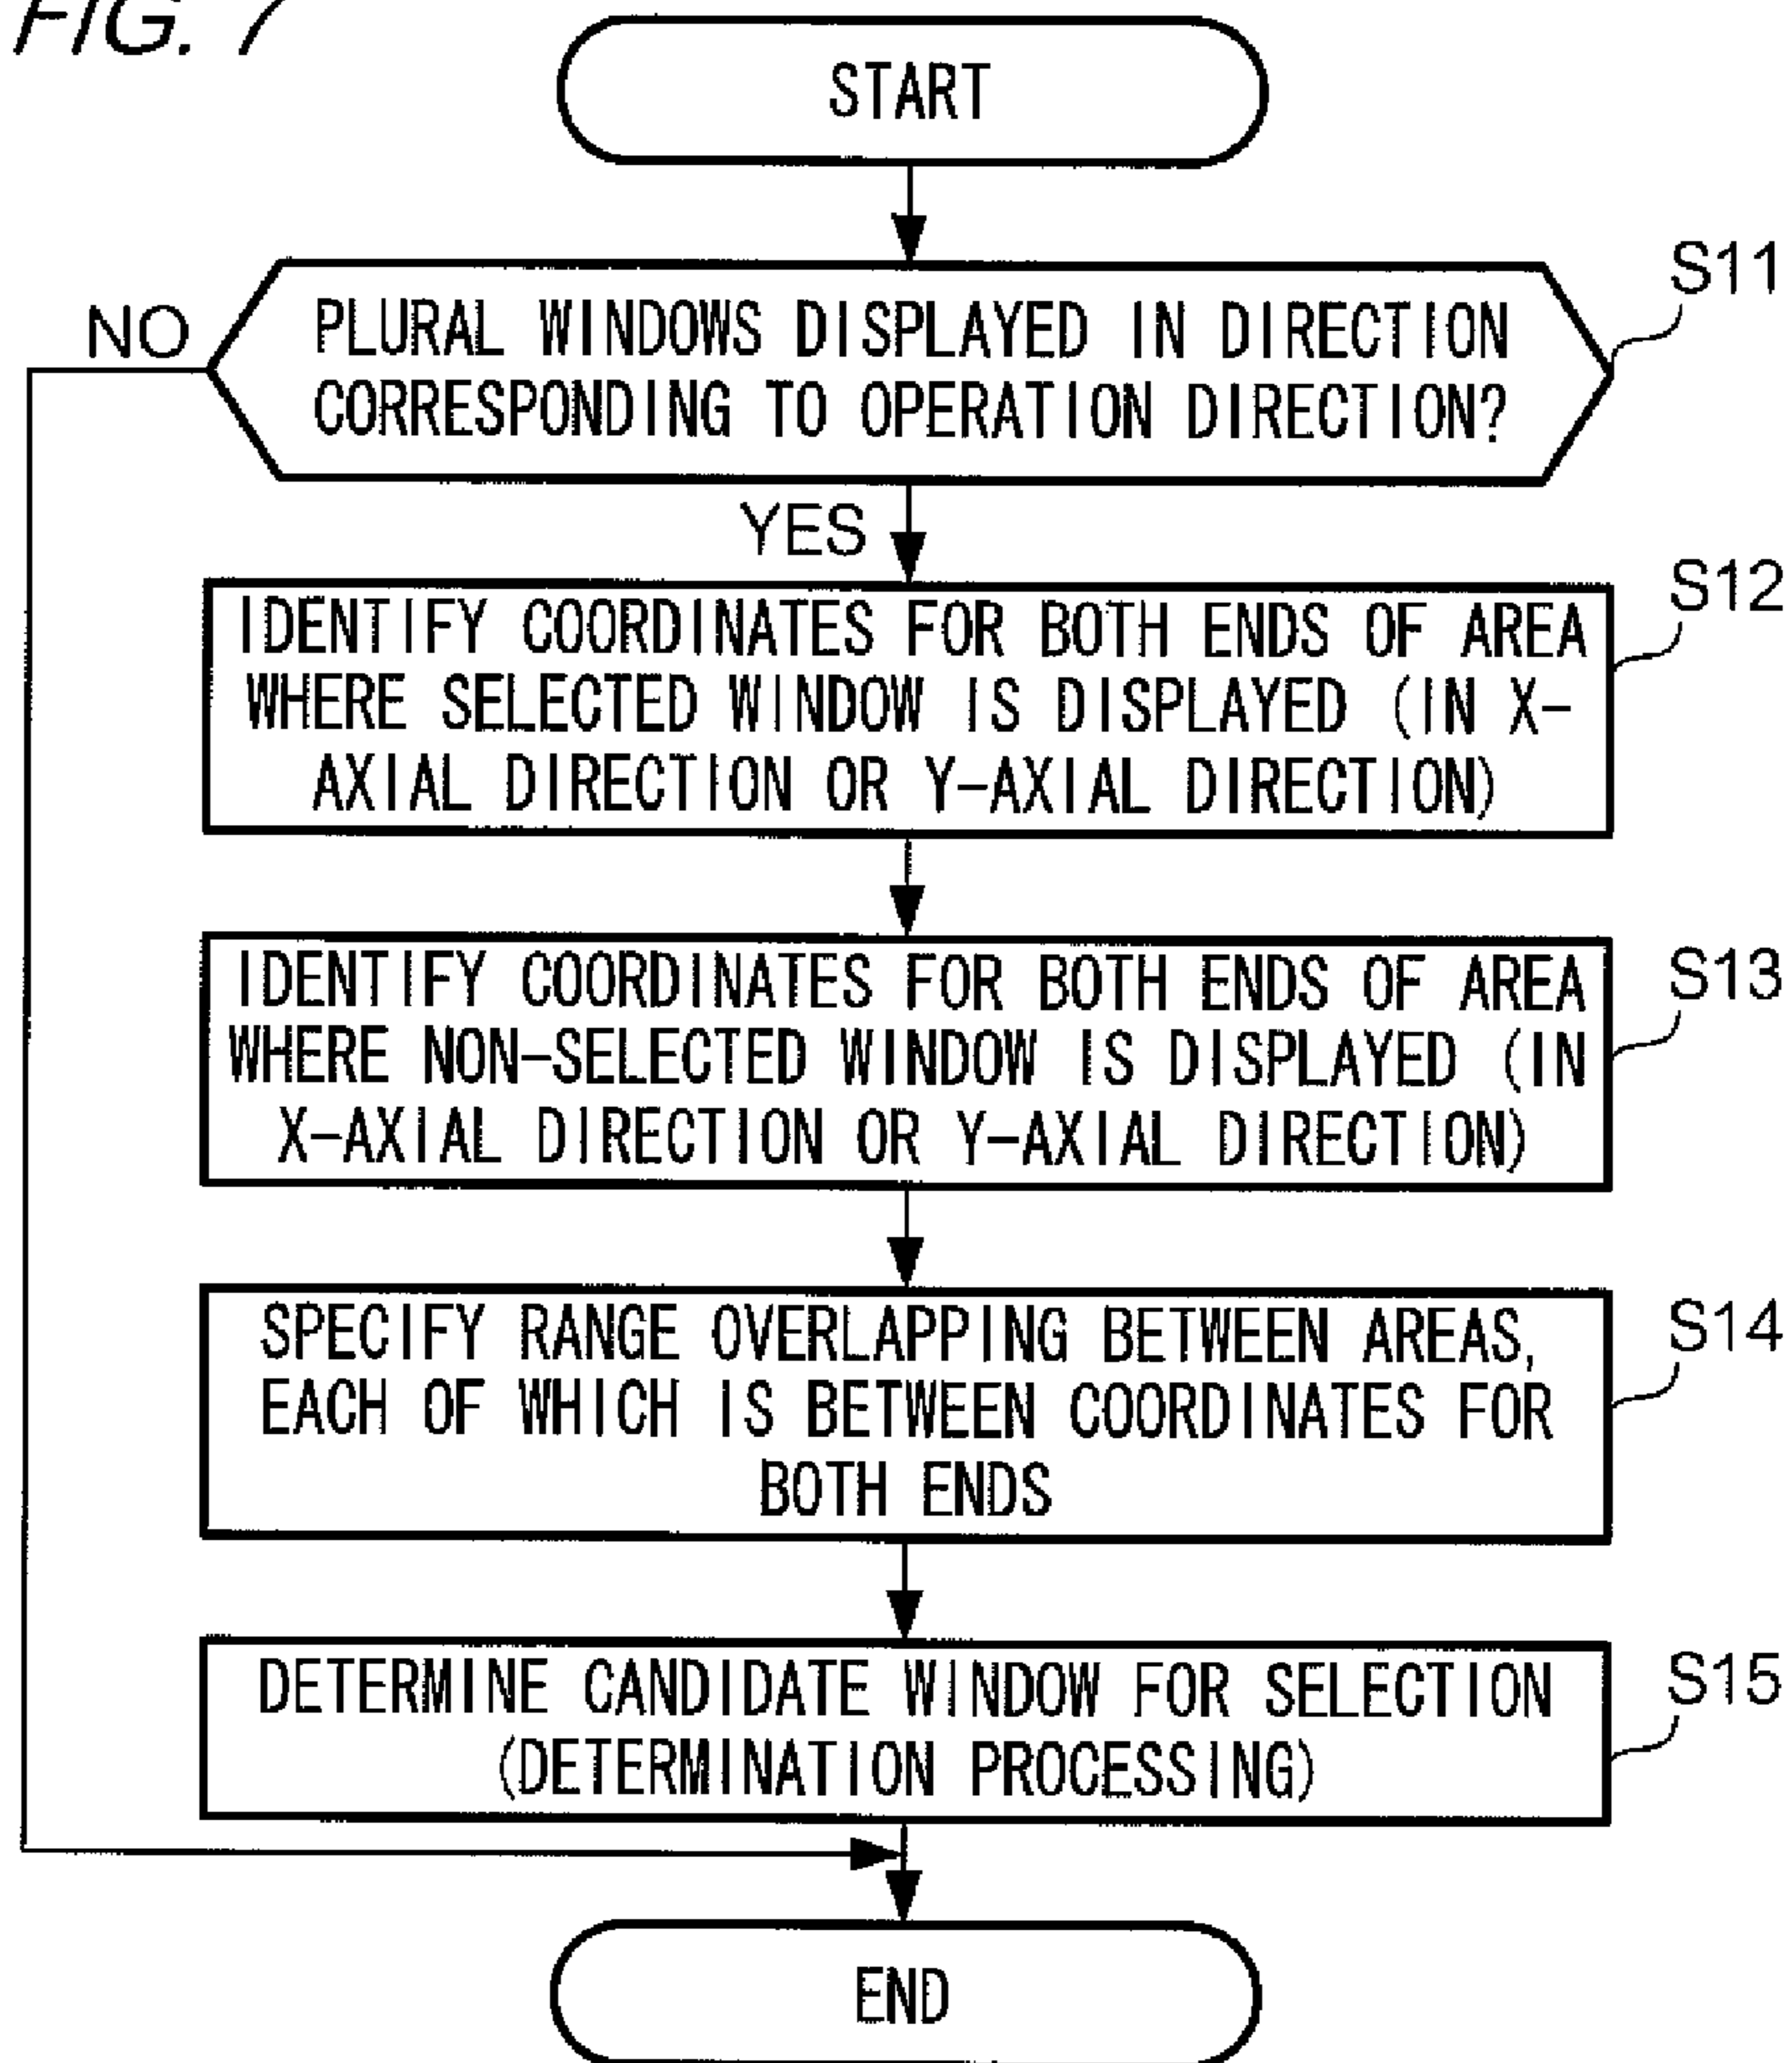 FIG. 7
START
S11
NO
PLURAL WINDOWS DISPLAYED IN DIRECTION
CORRESPONDING TO OPERATION DIRECTION?
YES
S12
IDENTIFY COORDINATES FOR BOTH ENDS OF AREA
WHERE SELECTED WINDOW IS DISPLAYED (IN X-
AXIAL DIRECTION OR Y-AXIAL DIRECTION)
S13
IDENTIFY COORDINATES FOR BOTH ENDS OF AREA
WHERE NON-SELECTED WINDOW IS DISPLAYED (IN
X-AXIAL DIRECTION OR Y-AXIAL DIRECTION)
S14
SPECIFY RANGE OVERLAPPING BETWEEN AREAS,
EACH OF WHICH IS BETWEEN COORDINATES FOR
BOTH ENDS
S15
DETERMINE CANDIDATE WINDOW FOR SELECTION
(DETERMINATION PROCESSING)
END